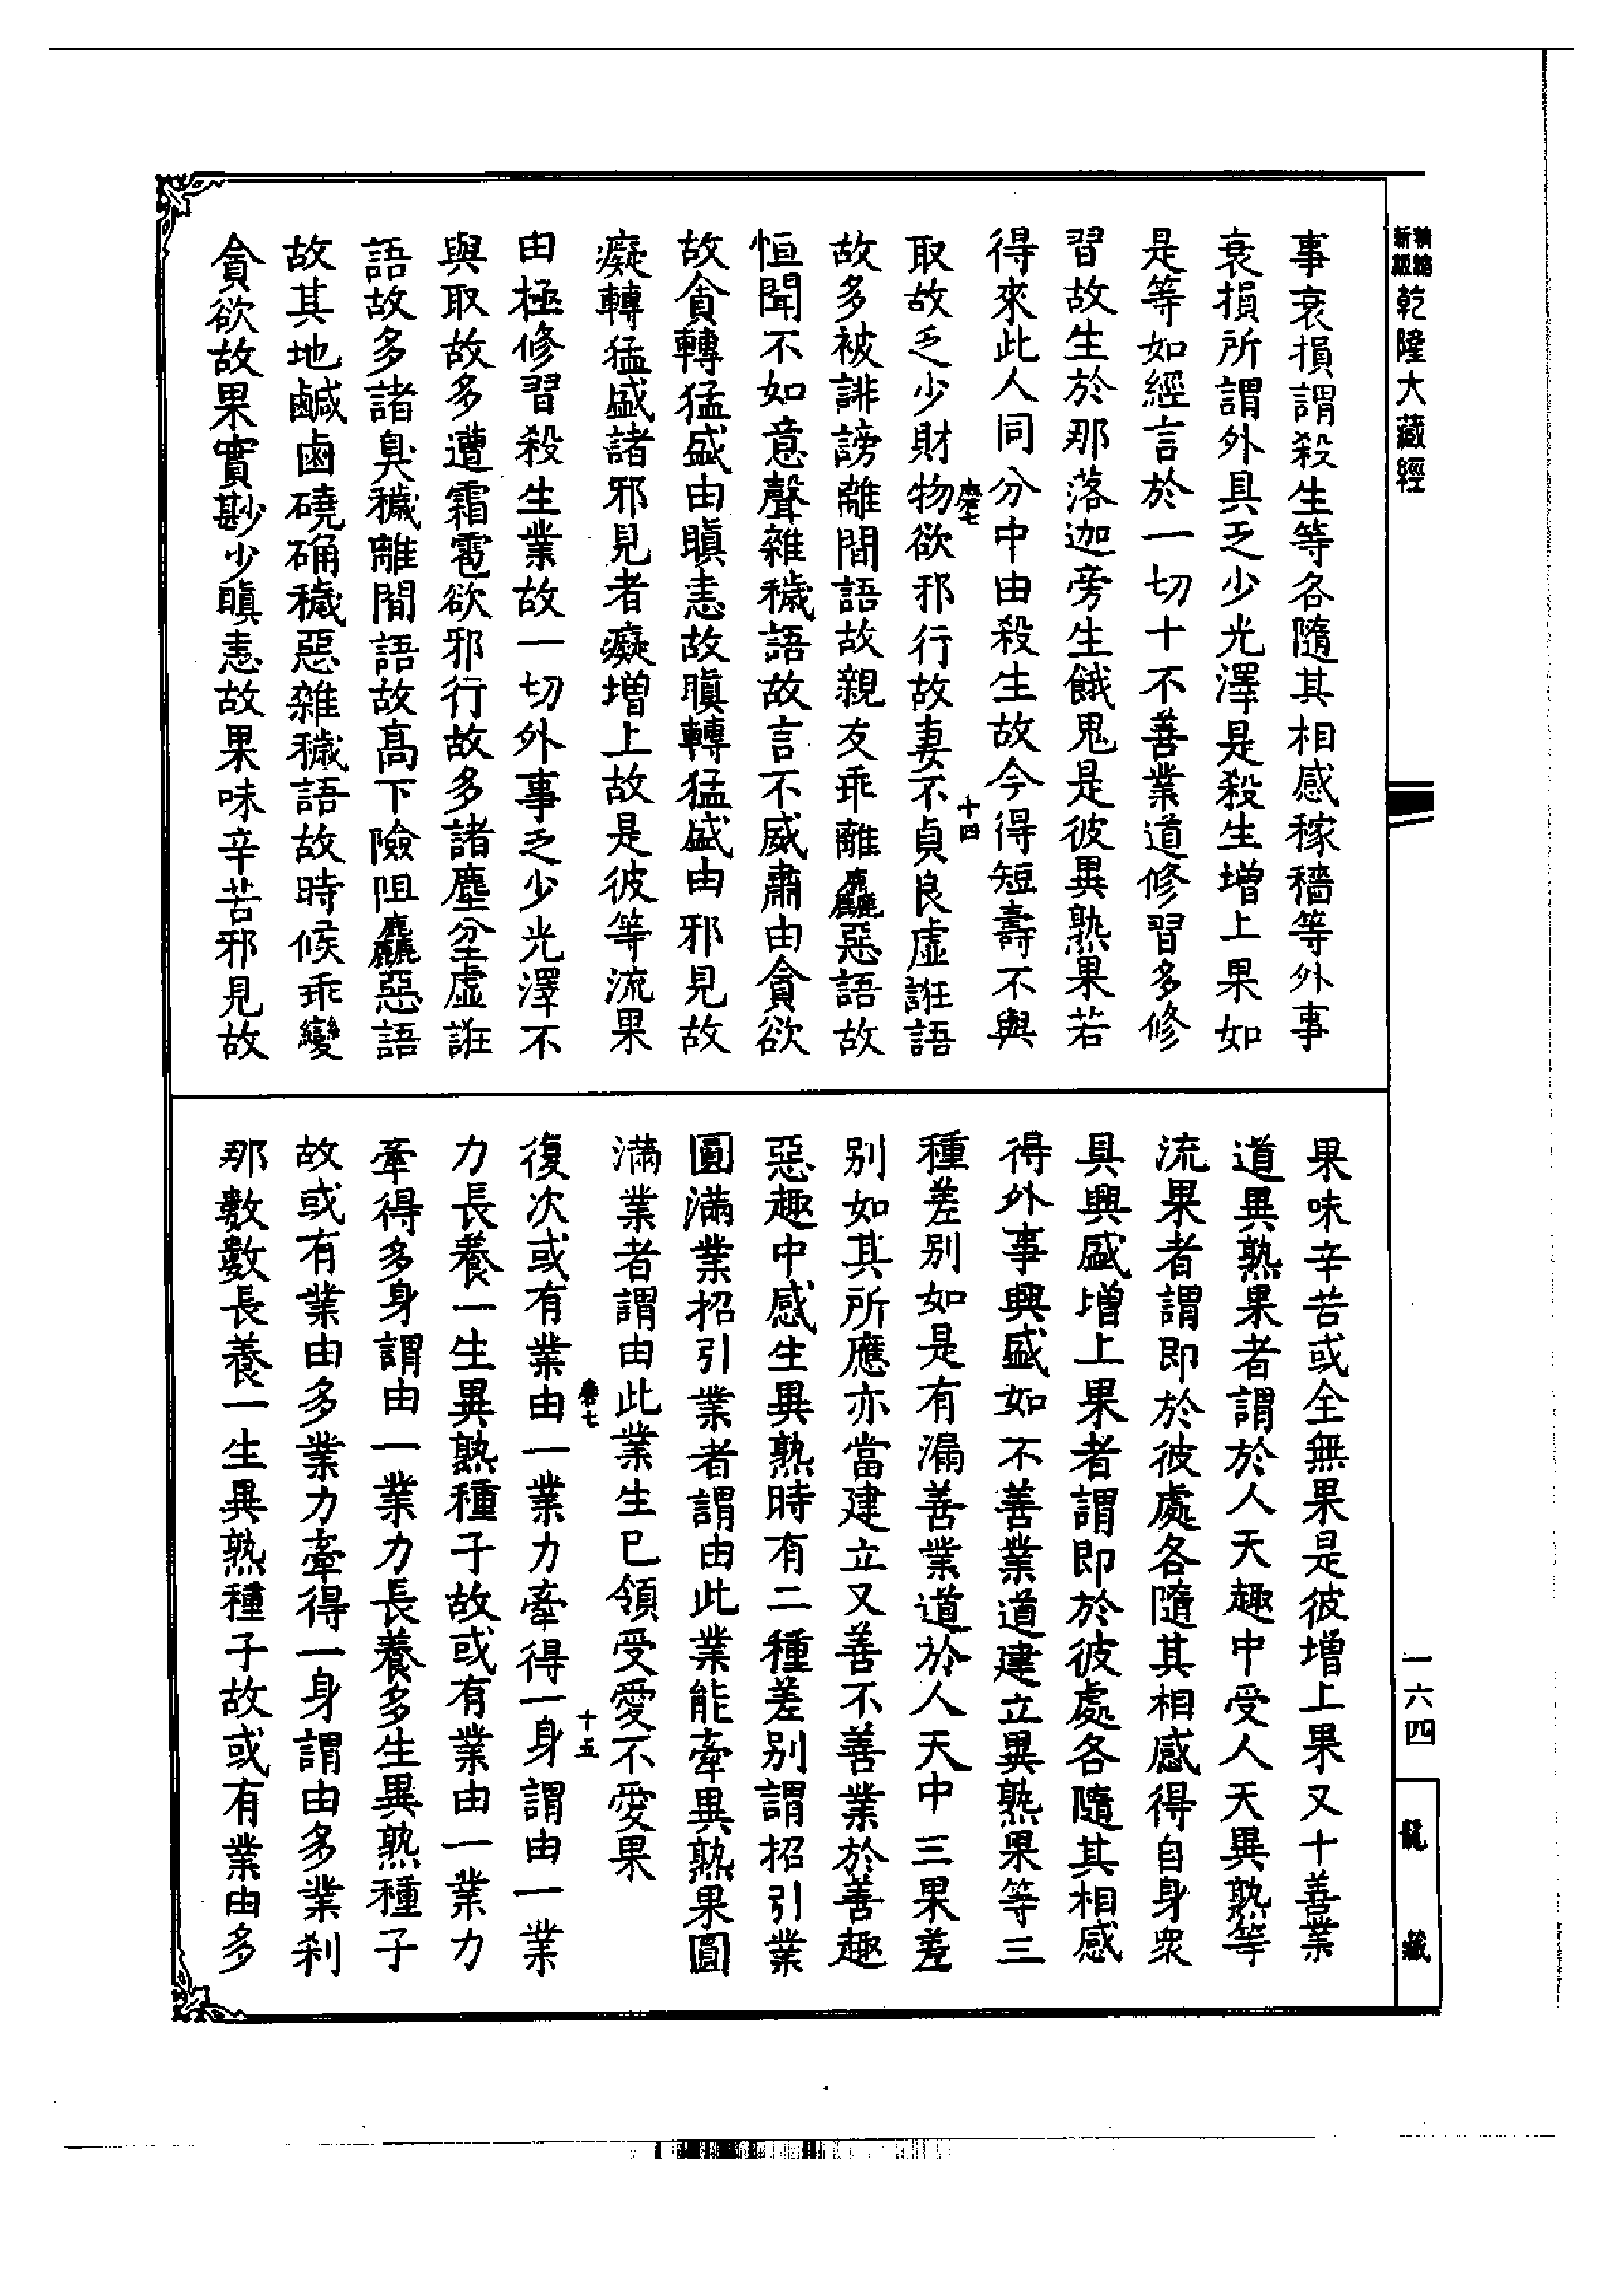 精縮
新版
乾隆大藏經
一六四
龍藏
事衰損謂殺生等各隨其相感稼穡等外事
衰損所謂外具乏少光澤是殺生增上果如
是等如經言於一切十不善業道修習多修
習故生於那落迦旁生餓鬼是彼異熟果若
得來此人同分中由殺生故今得短壽不與
取故乏少財物欲邪行故妻不貞良虛誑語
故多被誹謗離間語故親友乖離麤惡語故
恒聞不如意聲雜穢語故言不威肅由貪欲
故貪轉猛盛由瞋恚故瞋轉猛盛由邪見故
癡轉猛盛諸邪見者癡增上故是彼等流果
由極修習殺生業故一切外事乏少光澤不
與取故多遭霜雹欲邪行故多諸塵坌虛誑
語故多諸臭穢離間語故高下險阻麤惡語
故其地鹹鹵磽确穢惡雜穢語故時候乖變
貪欲故果實尠少瞋恚故果味辛苦邪見故
十四
果味辛苦或全無果是彼增上果又十善業
道異熟果者謂於人天趣中受人天異熟等
流果者謂即於彼處各隨其相感得自身眾
具興盛增上果者謂即於彼處各隨其相感
得外事興盛如不善業道建立異熟果等三
種差別如是有漏善業道於人天中三果差
別如其所應亦當建立又善不善業於善趣
惡趣中感生異熟時有二種差別謂招引業
圓滿業招引業者謂由此業能牽異熟果圓
滿業者謂由此業生已領受愛不愛果
十五
復次或有業由一業力牽得一身謂由一業
力長養一生異熟種子故或有業由一業力
牽得多身謂由一業力長養多生異熟種子
故或有業由多業力牽得一身謂由多業剎
那數數長養一生異熟種子故或有業由多